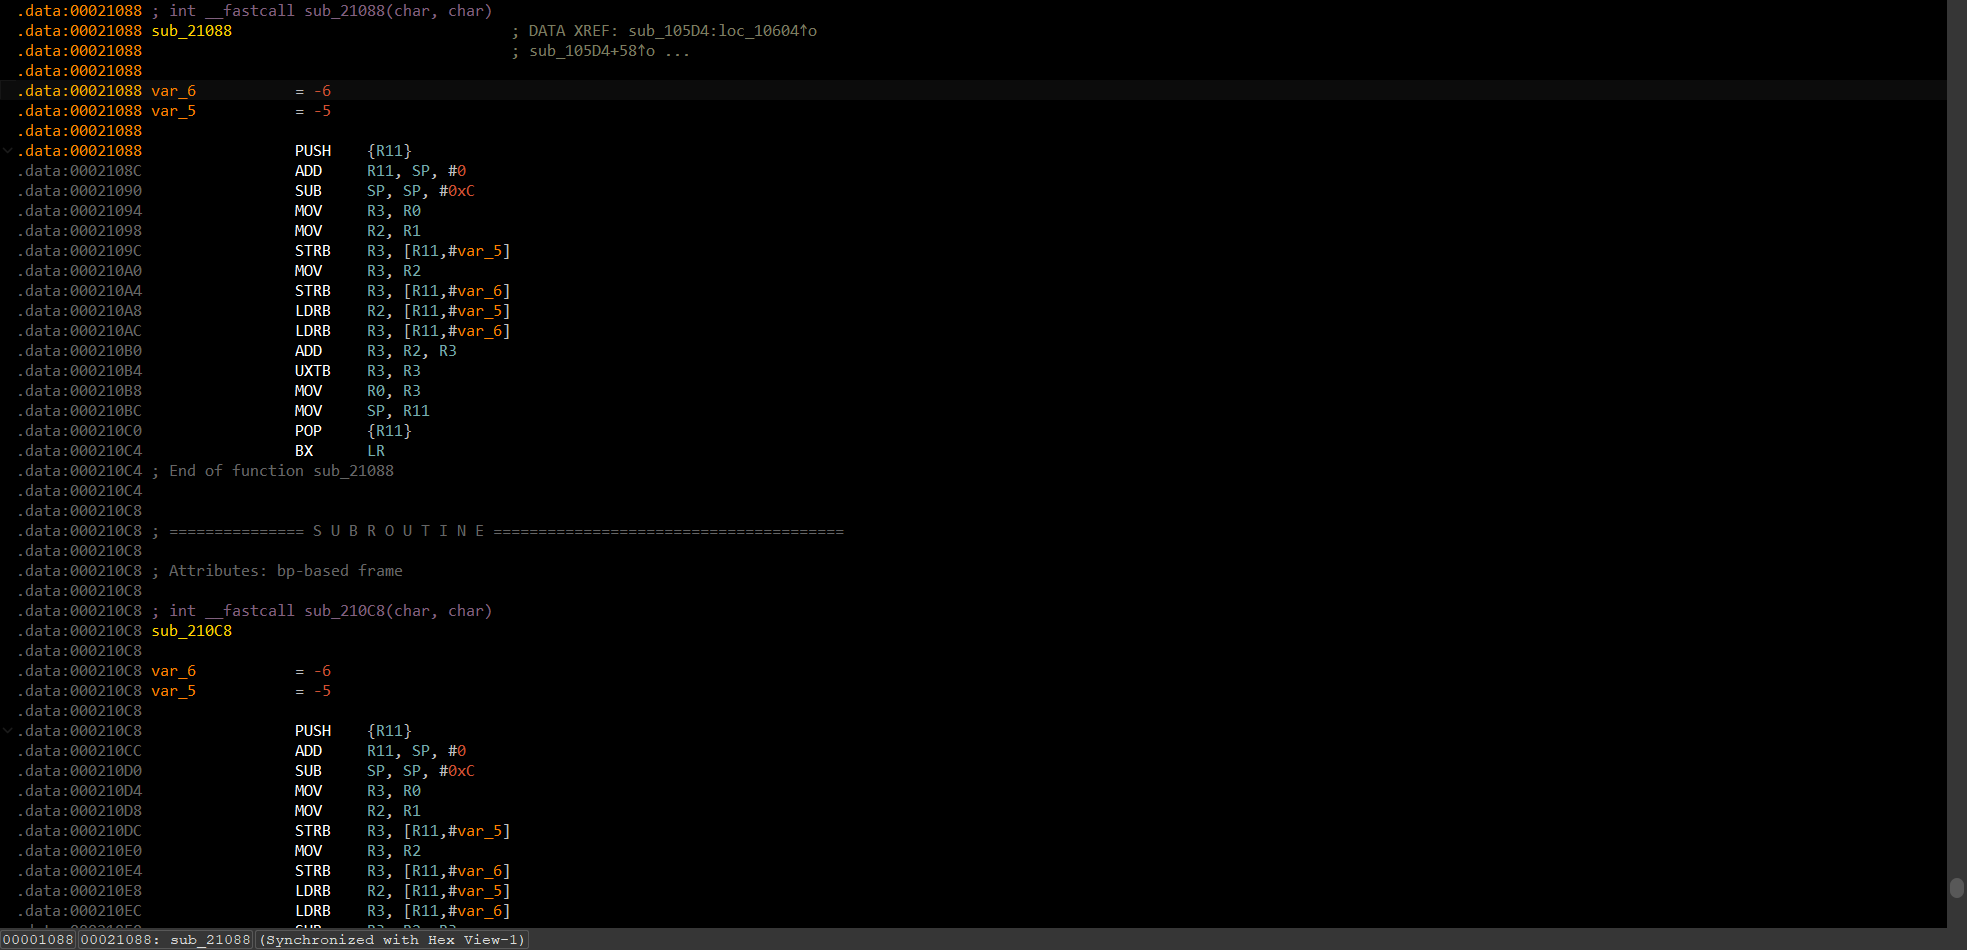 .data:00021088 ; int __fastcall sub_21088(char, char)
.data:00021088 sub_21088                               ; DATA XREF: sub_105D4:loc_10604↑o
.data:00021088                                         ; sub_105D4+58↑o ...
.data:00021088
.data:00021088 var_6           = -6
.data:00021088 var_5           = -5
.data:00021088
.data:00021088                 PUSH    {R11}
.data:0002108C                 ADD     R11, SP, #0
.data:00021090                 SUB     SP, SP, #0xC
.data:00021094                 MOV     R3, R0
.data:00021098                 MOV     R2, R1
.data:0002109C                 STRB    R3, [R11,#var_5]
.data:000210A0                 MOV     R3, R2
.data:000210A4                 STRB    R3, [R11,#var_6]
.data:000210A8                 LDRB    R2, [R11,#var_5]
.data:000210AC                 LDRB    R3, [R11,#var_6]
.data:000210B0                 ADD     R3, R2, R3
.data:000210B4                 UXTB    R3, R3
.data:000210B8                 MOV     R0, R3
.data:000210BC                 MOV     SP, R11
.data:000210C0                 POP     {R11}
.data:000210C4                 BX      LR
.data:000210C4 ; End of function sub_21088
.data:000210C4
.data:000210C8
.data:000210C8 ; =============== S U B R O U T I N E =======================================
.data:000210C8
.data:000210C8 ; Attributes: bp-based frame
.data:000210C8
.data:000210C8 ; int __fastcall sub_210C8(char, char)
.data:000210C8 sub_210C8
.data:000210C8
.data:000210C8 var_6           = -6
.data:000210C8 var_5           = -5
.data:000210C8
.data:000210C8                 PUSH    {R11}
.data:000210CC                 ADD     R11, SP, #0
.data:000210D0                 SUB     SP, SP, #0xC
.data:000210D4                 MOV     R3, R0
.data:000210D8                 MOV     R2, R1
.data:000210DC                 STRB    R3, [R11,#var_5]
.data:000210E0                 MOV     R3, R2
.data:000210E4                 STRB    R3, [R11,#var_6]
.data:000210E8                 LDRB    R2, [R11,#var_5]
.data:000210EC                 LDRB    R3, [R11,#var_6]
00001088 00021088: sub_21088 (Synchronized with Hex View-1)